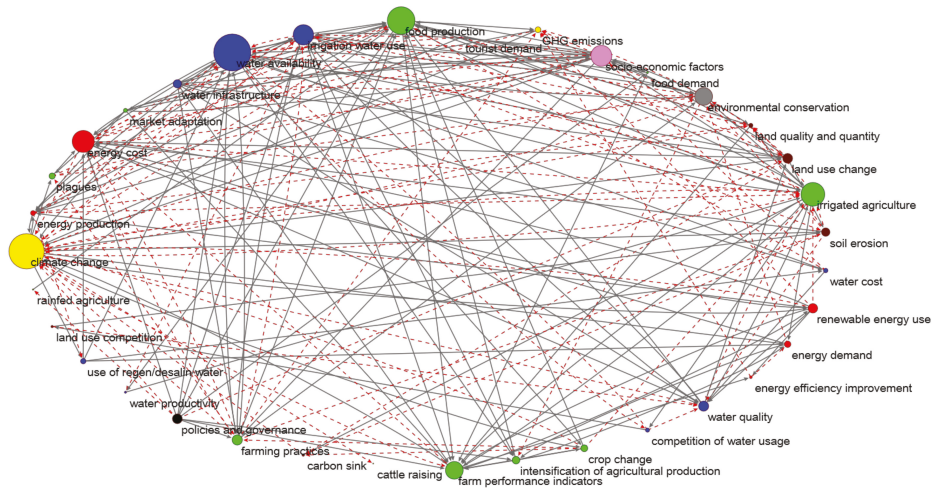 food production
irrigation water use
GHG emissions
tourist demand
water availability
socio-economic factors
food demand
water infrastructure
environmental conservation
market adaptation
land quality and quantity
energy cost
land use change
plagues
irrigated agriculture
energy production
soil erosion
climate change
water cost
rainfed agriculture
renewable energy use
land use competition
energy demand
use of regen/desalin water
energy efficiency improvement
water productivity
water quality
policies and governance
competition of water usage
farming practices
crop change
carbon sink
intensification of agricultural production
cattle raising
farm performance indicators